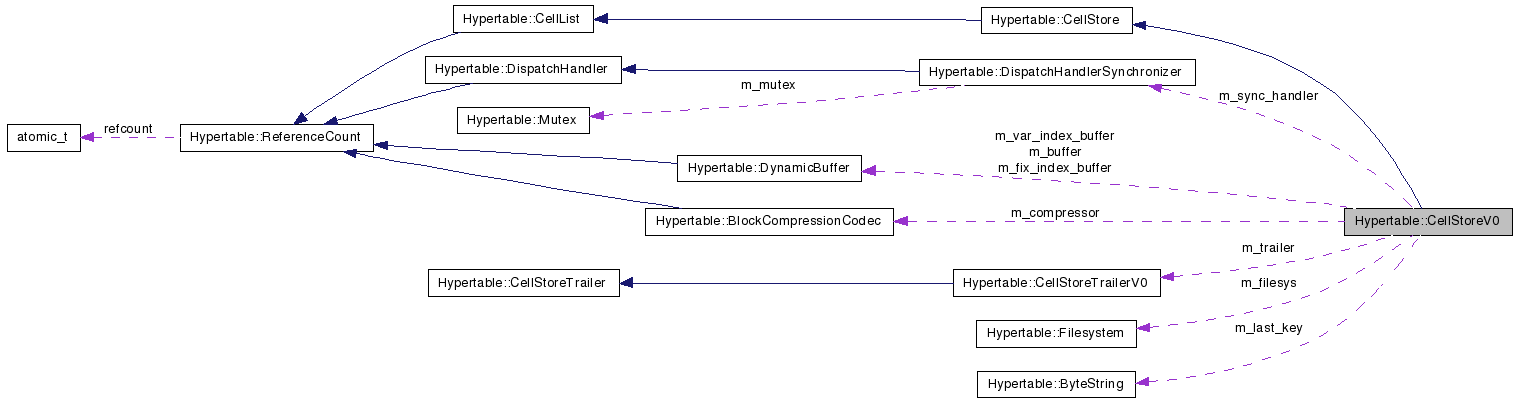 Hypertable::CellList
Hypertable::CellStore
Hypertable::DispatchHandler
Hypertable::DispatchHandlerSynchronizer
m_mutex
m_sync_handler
Hypertable::Mutex
atomic_t
refcount
Hypertable::ReferenceCount
m_var_index_buffer
m_buffer
m_fix_index_buffer
Hypertable::DynamicBuffer
Hypertable::BlockCompressionCodec
m_compressor
Hypertable::CellStoreV0
m_trailer
Hypertable::CellStoreTrailer
Hypertable::CellStoreTrailerV0
m_filesys
Hypertable::Filesystem
m_last_key
Hypertable::ByteString